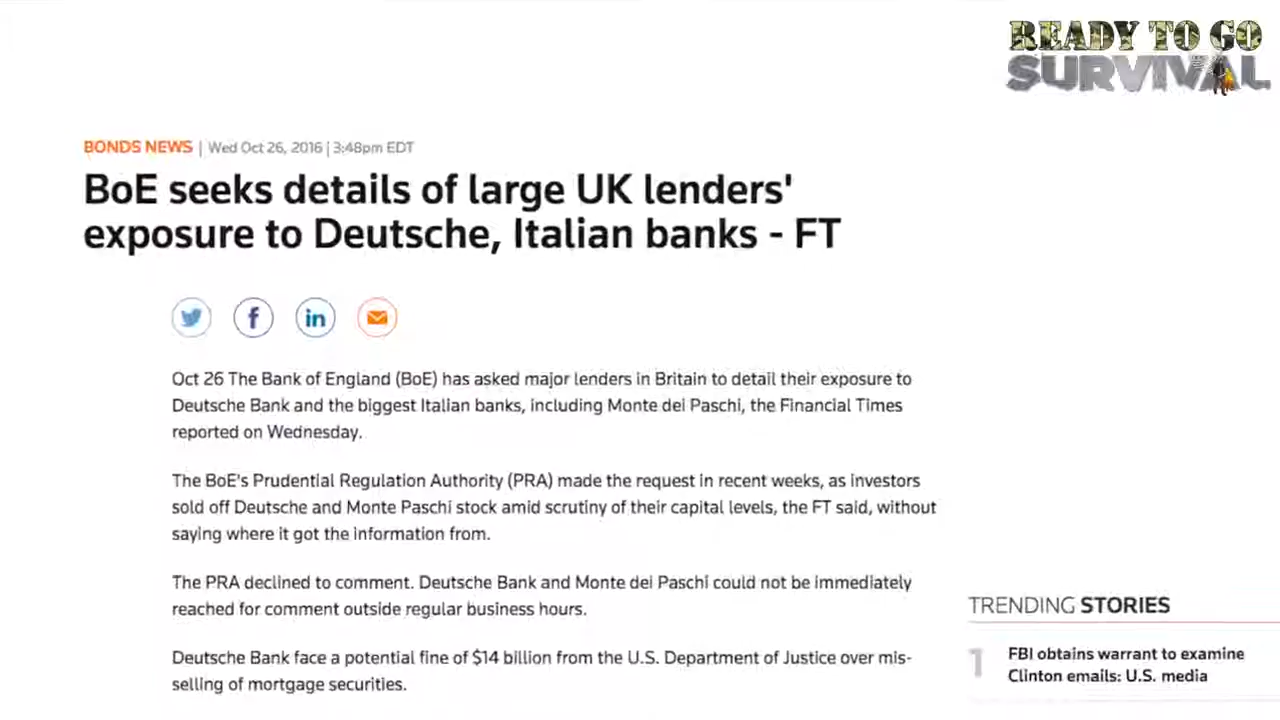 READY TO GO
SURVIVAL
BONDS NEWS | Wed Oct 26, 2016 | 3:48pm EDT
BoE seeks details of large UK lenders'
exposure to Deutsche, Italian banks - FT
Oct 26 The Bank of England (BoE) has asked major lenders in Britain to detail their exposure to
Deutsche Bank and the biggest Italian banks, including Monte dei Paschi, the Financial Times
reported on Wednesday.
The BoE's Prudential Regulation Authority (PRA) made the request in recent weeks, as investors
sold off Deutsche and Monte Paschi stock amid scrutiny of their capital levels, the FT said, without
saying where it got the information from.
The PRA declined to comment. Deutsche Bank and Monte dei Paschi could not be immediately
reached for comment outside regular business hours.
Deutsche Bank face a potential fine of $14 billion from the U.S. Department of Justice over mis-
selling of mortgage securities.
TRENDING STORIES
1 FBI obtains warrant to examine
Clinton emails: U.S. media